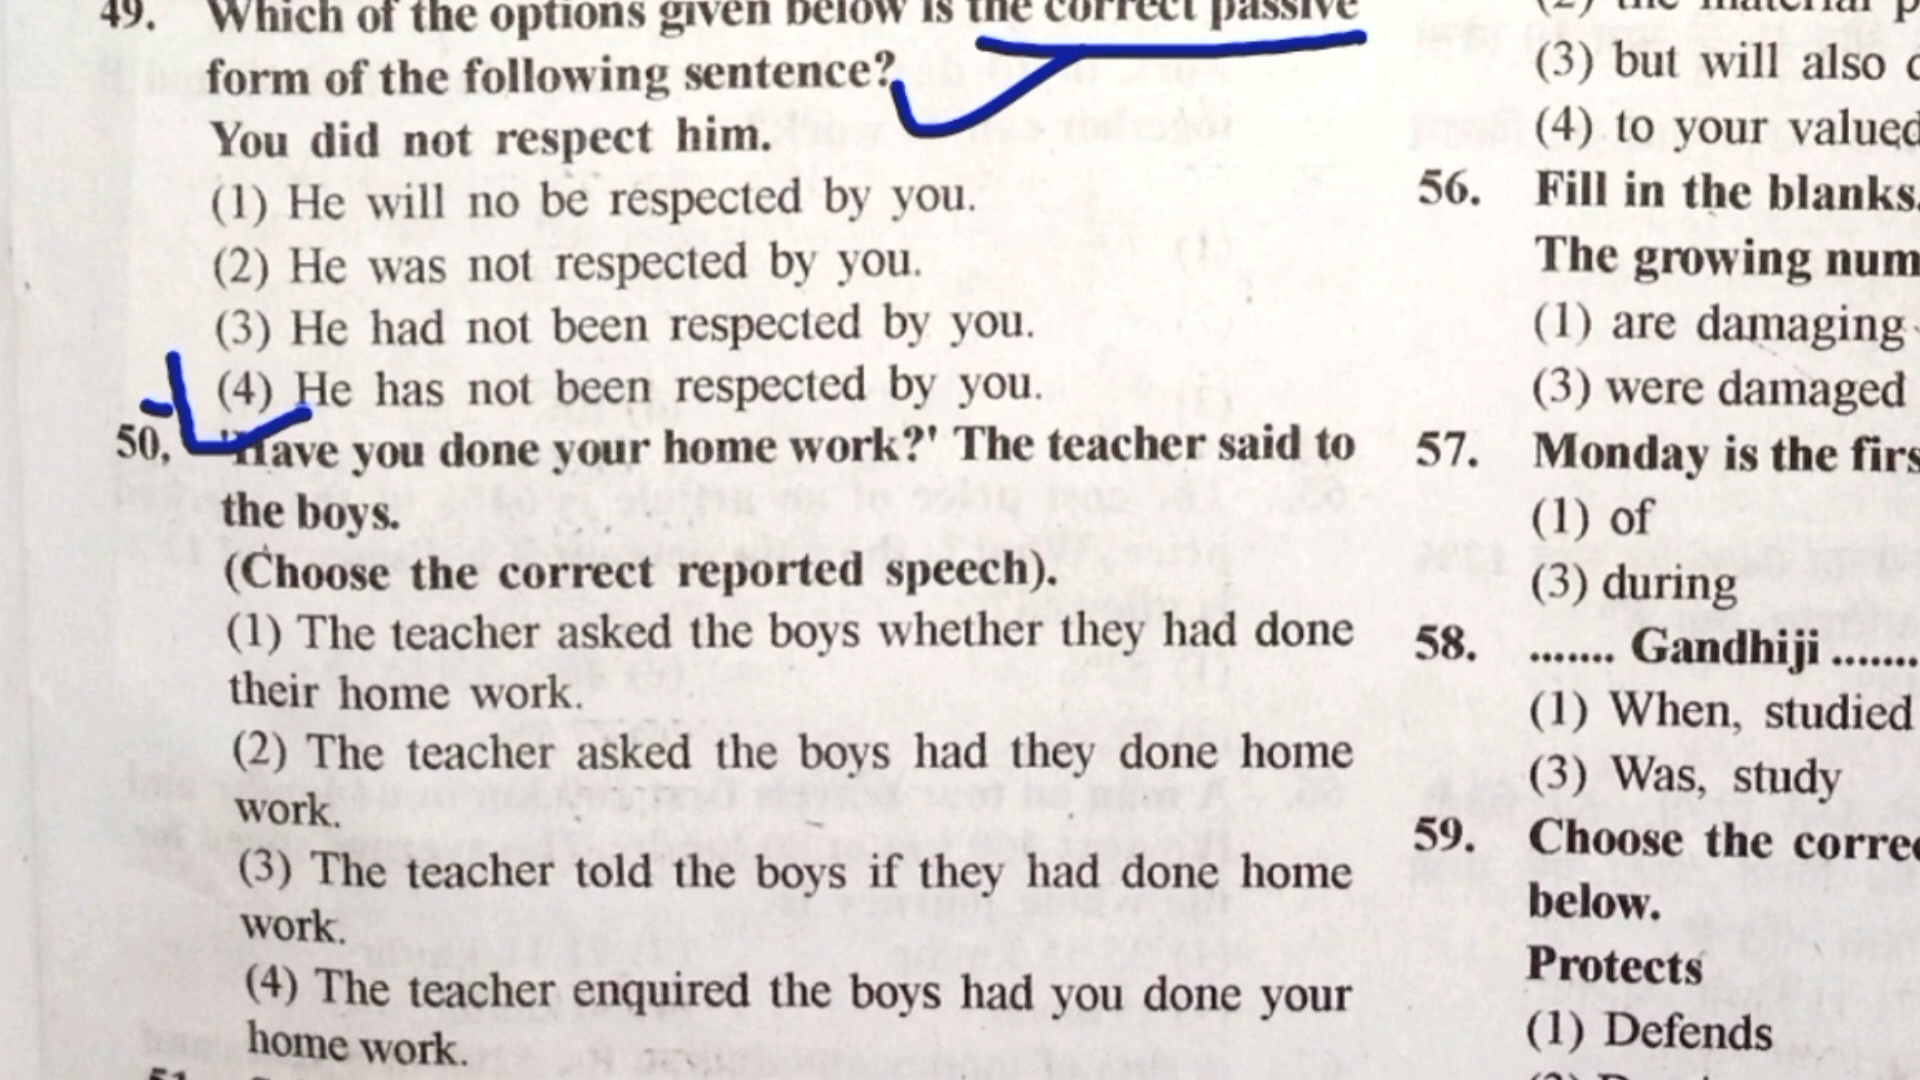 49. Which of the options given below is the correct passive
form of the following sentence?
You did not respect him.
(1) He will no be respected by you.
(2) He was not respected by you.
(3) He had not been respected by you.
(4) He has not been respected by you.
50. 'Have you done your home work?' The teacher said to
the boys.
(Choose the correct reported speech).
(1) The teacher asked the boys whether they had done
their home work.
(2) The teacher asked the boys had they done home
work.
(3) The teacher told the boys if they had done home
work.
(4) The teacher enquired the boys had you done your
home work.
(2) the material
(3) but will also
(4) to your valued
56. Fill in the blanks.
The growing num
(1) are damaging
(3) were damaged
57. Monday is the firs
(1) of
(3) during
58. ....... Gandhiji .......
(1) When, studied
(3) Was, study
59. Choose the corre
below.
Protects
(1) Defends